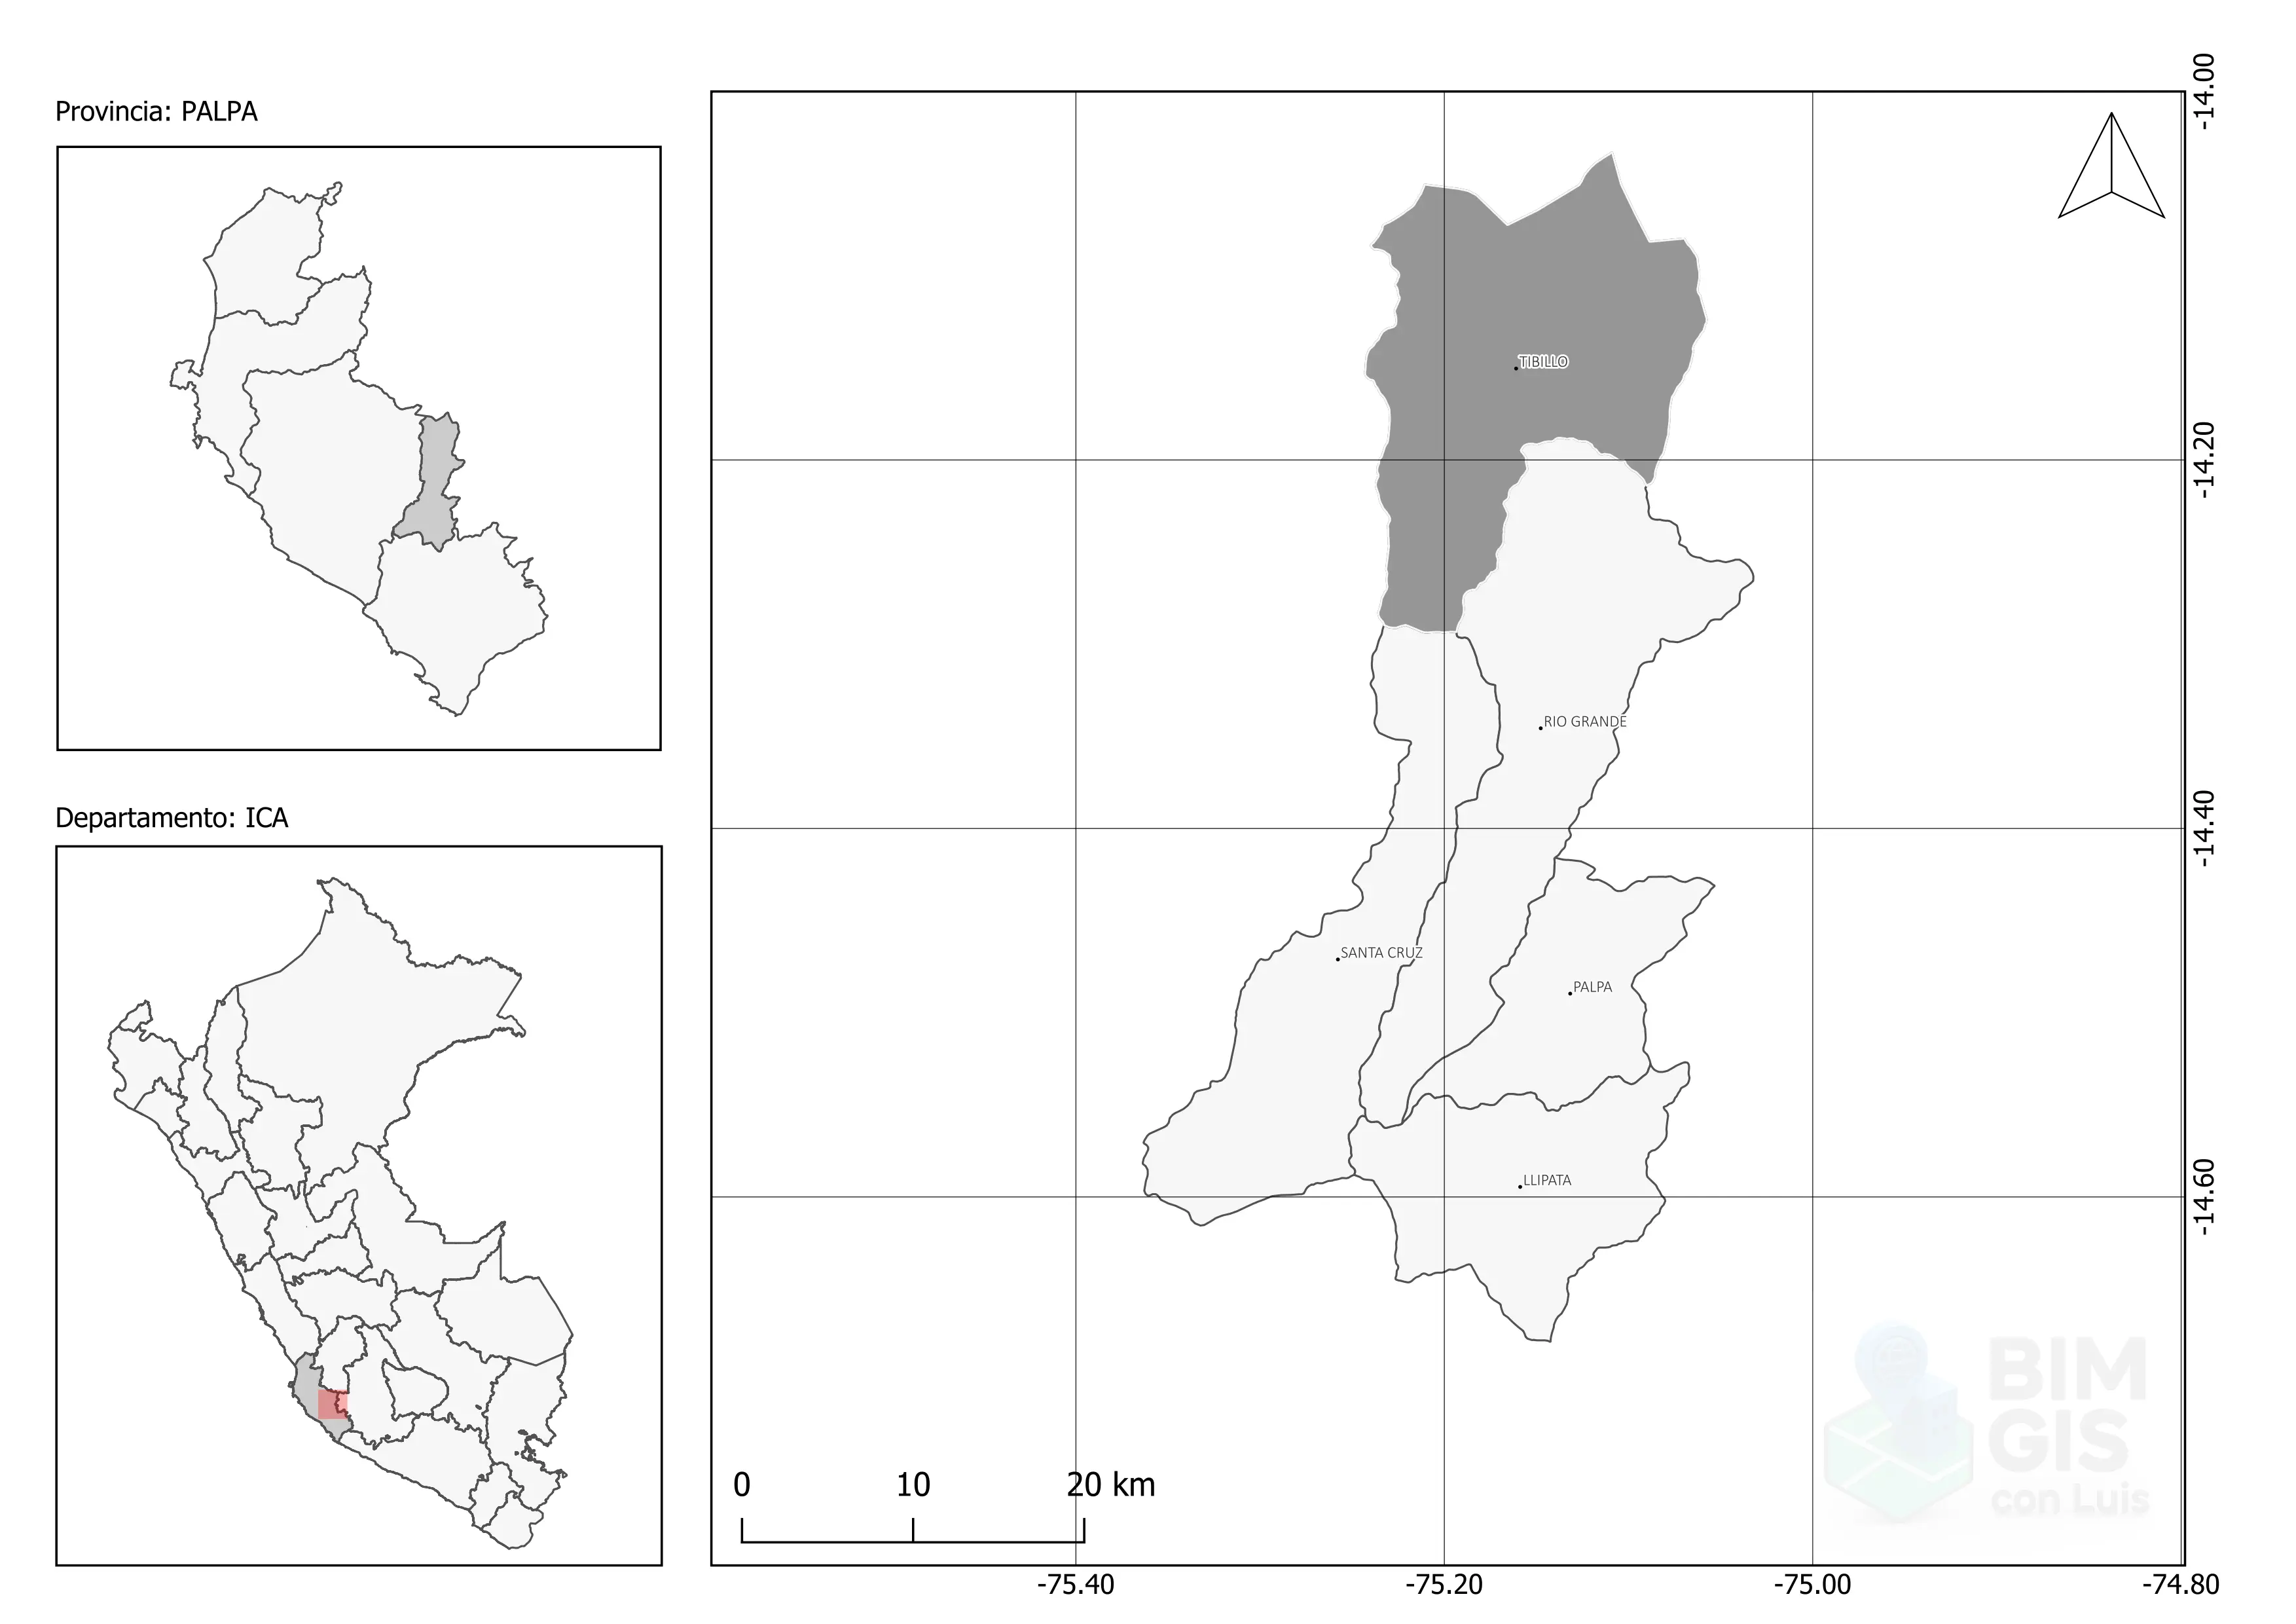 Provincia: PALPA
Departamento: ICA
TIBILLO
RIO GRANDE
SANTA CRUZ
PALPA
LLIPATA
-14.00
-14.20
-14.40
-14.60
0 10 20 km
-75.40 -75.20 -75.00 -74.80
BIM
GIS
con Luis